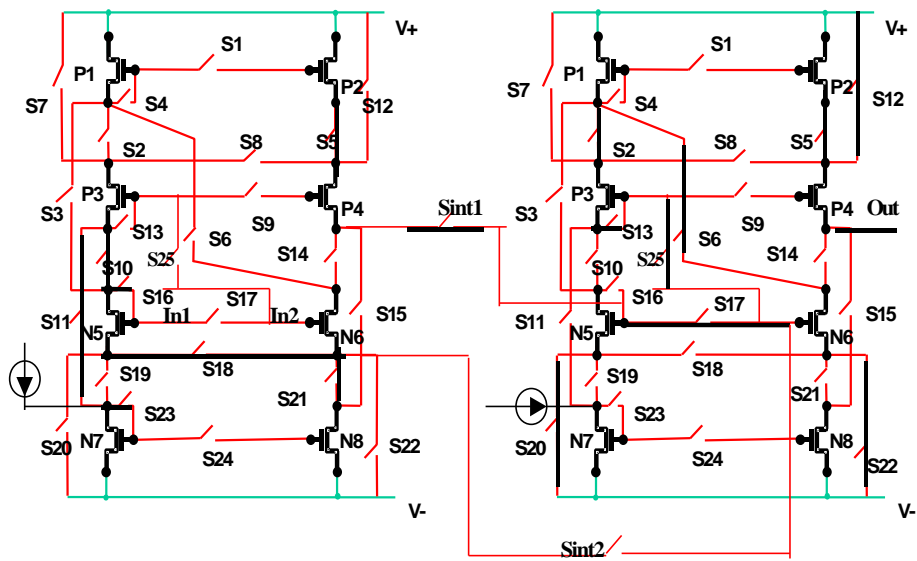 V+
S1
P1
P2
S7
S4
S12
S2
S8
S5
P3
P4
S3
S13
S9
S6
S14
S10
S25
S16
S17
S15
S11
N5
In1
In2
N6
S18
S19
S21
S23
S20
N7
S24
N8
S22
V-
Sint1
Sint2
V+
S1
P1
P2
S7
S4
S12
S2
S8
S5
P3
P4
Out
S3
S13
S9
S6
S14
S10
S25
S16
S17
S15
S11
N5
N6
S18
S19
S21
S23
S20
N7
S24
N8
S22
V-